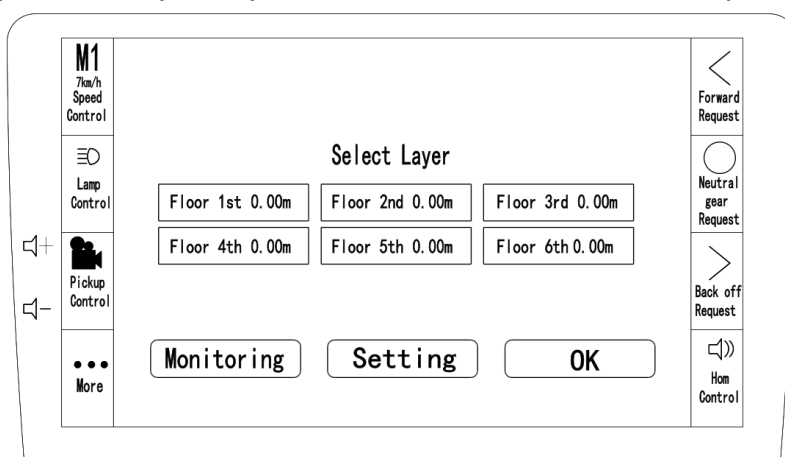 M1
7km/h
Speed
Control
Lamp
Control
Pickup
Control
More
Select Layer
Floor 1st 0.00m
Floor 2nd 0.00m
Floor 3rd 0.00m
Floor 4th 0.00m
Floor 5th 0.00m
Floor 6th 0.00m
Monitoring
Setting
OK
Forward
Request
Neutral
gear
Request
Back off
Request
Hom
Control